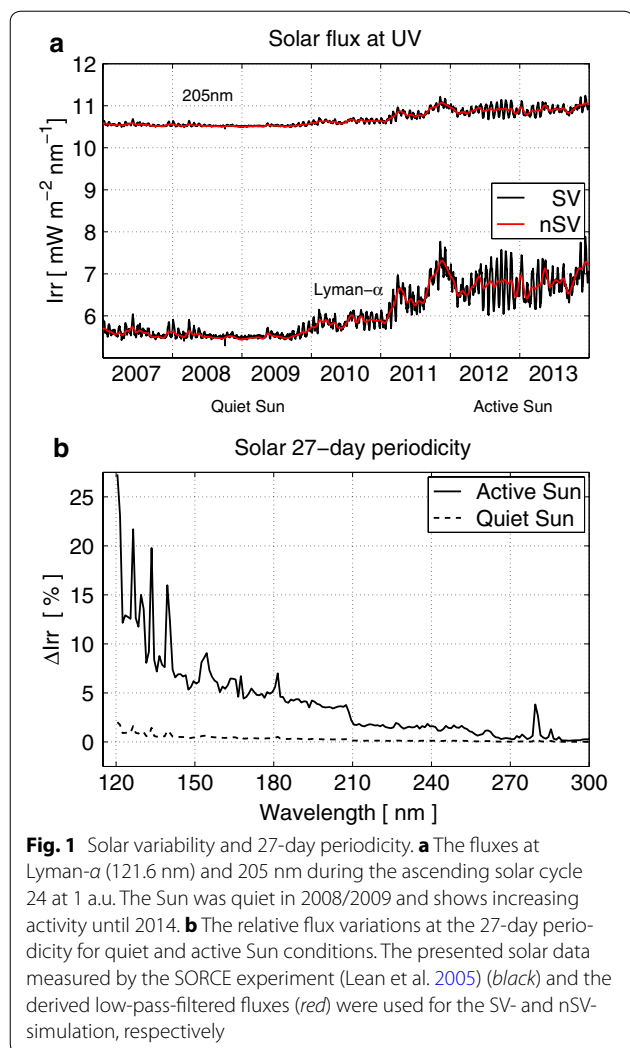 a
Solar flux at UV
12
11
10
9
8
7
6
Irr [ mW m−2 nm−1]
205nm
SV
nSV
Lyman−α
2007 2008 2009 2010 2011 2012 2013
Quiet Sun Active Sun
b
Solar 27−day periodicity
25
20
15
10
5
0
ΔIrr [ % ]
Active Sun
Quiet Sun
120 150 180 210 240 270 300
Wavelength [ nm ]
Fig. 1 Solar variability and 27-day periodicity. a The fluxes at
Lyman-α (121.6 nm) and 205 nm during the ascending solar cycle
24 at 1 a.u. The Sun was quiet in 2008/2009 and shows increasing
activity until 2014. b The relative flux variations at the 27-day perio-
dicity for quiet and active Sun conditions. The presented solar data
measured by the SORCE experiment (Lean et al. 2005) (black) and the
derived low-pass-filtered fluxes (red) were used for the SV- and nSV-
simulation, respectively